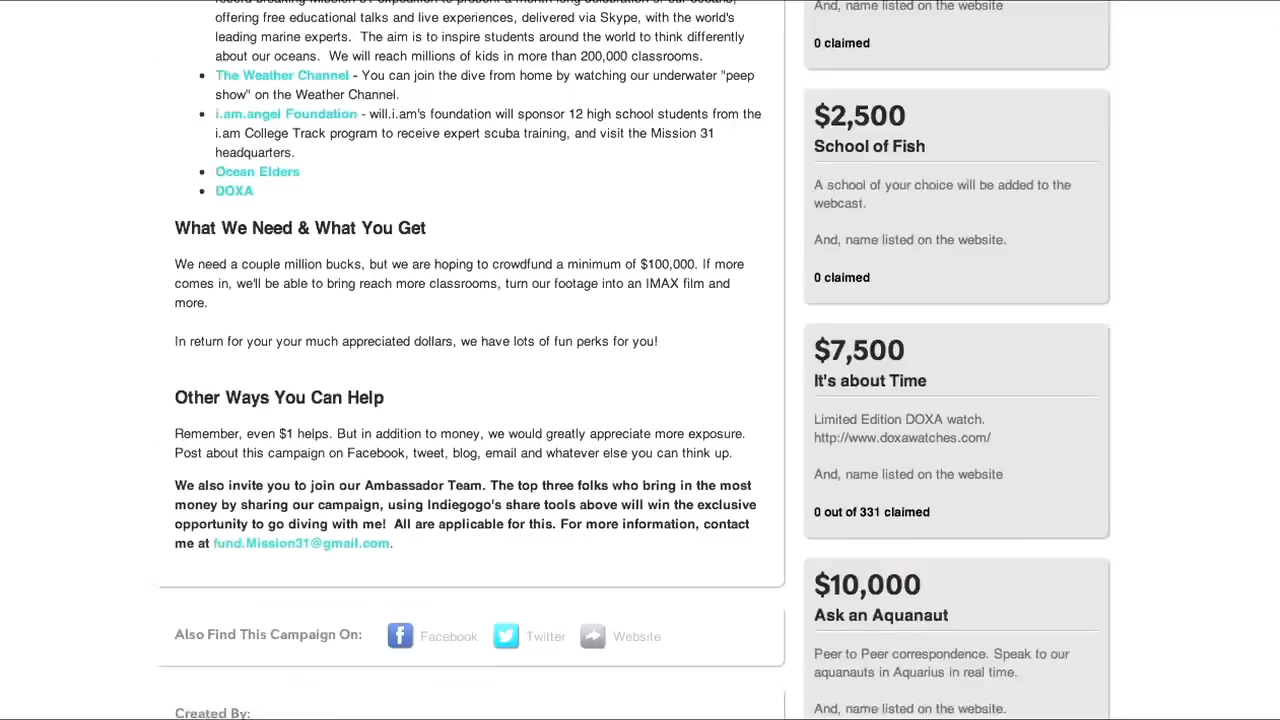 record breaking Mission 31 expedition to present a month long celebration of our oceans,
offering free educational talks and live experiences, delivered via Skype, with the world's
leading marine experts.  The aim is to inspire students around the world to think differently
about our oceans.  We will reach millions of kids in more than 200,000 classrooms.
The Weather Channel - You can join the dive from home by watching our underwater "peep
show" on the Weather Channel.
i.am.angel Foundation - will.i.am's foundation will sponsor 12 high school students from the
i.am College Track program to receive expert scuba training, and visit the Mission 31
headquarters.
Ocean Elders
DOXA
What We Need & What You Get
We need a couple million bucks, but we are hoping to crowdfund a minimum of $100,000. If more
comes in, we'll be able to bring reach more classrooms, turn our footage into an IMAX film and
more.
In return for your your much appreciated dollars, we have lots of fun perks for you!
Other Ways You Can Help
Remember, even $1 helps. But in addition to money, we would greatly appreciate more exposure.
Post about this campaign on Facebook, tweet, blog, email and whatever else you can think up.
We also invite you to join our Ambassador Team. The top three folks who bring in the most
money by sharing our campaign, using Indiegogo's share tools above will win the exclusive
opportunity to go diving with me!  All are applicable for this. For more information, contact
me at fund.Mission31@gmail.com.
Also Find This Campaign On:
Facebook
Twitter
Website
Created By:
And, name listed on the website
0 claimed
$2,500
School of Fish
A school of your choice will be added to the
webcast.
And, name listed on the website.
0 claimed
$7,500
It's about Time
Limited Edition DOXA watch.
http://www.doxawatches.com/
And, name listed on the website
0 out of 331 claimed
$10,000
Ask an Aquanaut
Peer to Peer correspondence. Speak to our
aquanauts in Aquarius in real time.
And, name listed on the website.